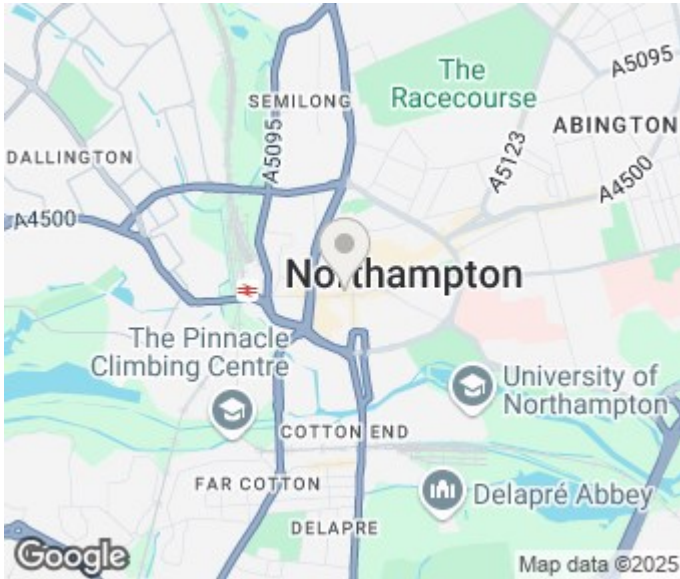 The
Racecourse
A5095
SEMILONG
ABINGTON
A5095
A5123
DALLINGTON
A4500
A4500
Northampton
The Pinnacle
Climbing Centre
University of
Northampton
COTTON END
FAR COTTON
Delapré Abbey
DELAPRE
Google
Map data ©2025